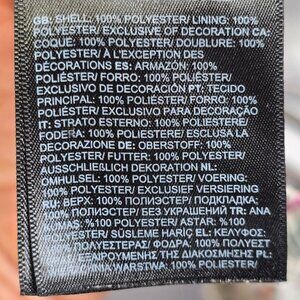 GB: SHELL: 100% POLYESTER/ LINING: 100%
POLYESTER/ EXCLUSIVE OF DECORATION CA:
COQUE: 100% POLYESTER/ DOUBLURE: 100%
POLYESTER/ À L'EXCEPTION DES
DÉCORATIONS ES: ARMAZÓN: 100%
POLIÉSTER/ FORRO: 100% POLIÉSTER/
EXCLUSIVO DE DECORACIÓN PT: TECIDO
PRINCIPAL: 100% POLIÉSTER/ FORRO: 100%
POLIÉSTER/ EXCLUSIVO PARA DECORAÇÃO
IT: STRATO ESTERNO: 100% POLIESTERE/
FODERA: 100% POLIESTERE/ ESCLUSA LA
DECORAZIONE DE: OBERSTOFF: 100%
POLYESTER/ FUTTER: 100% POLYESTER/
AUSSCHLIEẞLICH DEKORATION NL:
OMHULSEL: 100% POLYESTER/ VOERING:
100% POLYESTER/ EXCLUSIEF VERSIERING
RU: ВЕРХ: 100% ПОЛИЭСТЕР/ ПОДКЛАДКА:
100% ПОЛИЭСТЕР/ БЕЗ УКРАШЕНИЙ TR: ANA
KUMAS: %100 POLYESTER/ ASTAR: %100
POLYESTER/ SÜSLEME HARİÇ EL: ΚΕΛΥΦΟΣ:
100% ΠΟΛΥΕΣΤΕΡΑΣ/ ΦΟΔΡΑ: 100% ΠΟΛΥΕΣΤ
ΕΞΑΙΡΟΥΜΕΝΗΣ ΤΗΣ ΔΙΑΚΟΣΜΗΣΗΣ PL:
WARSTWA: 100% POLIESTER/